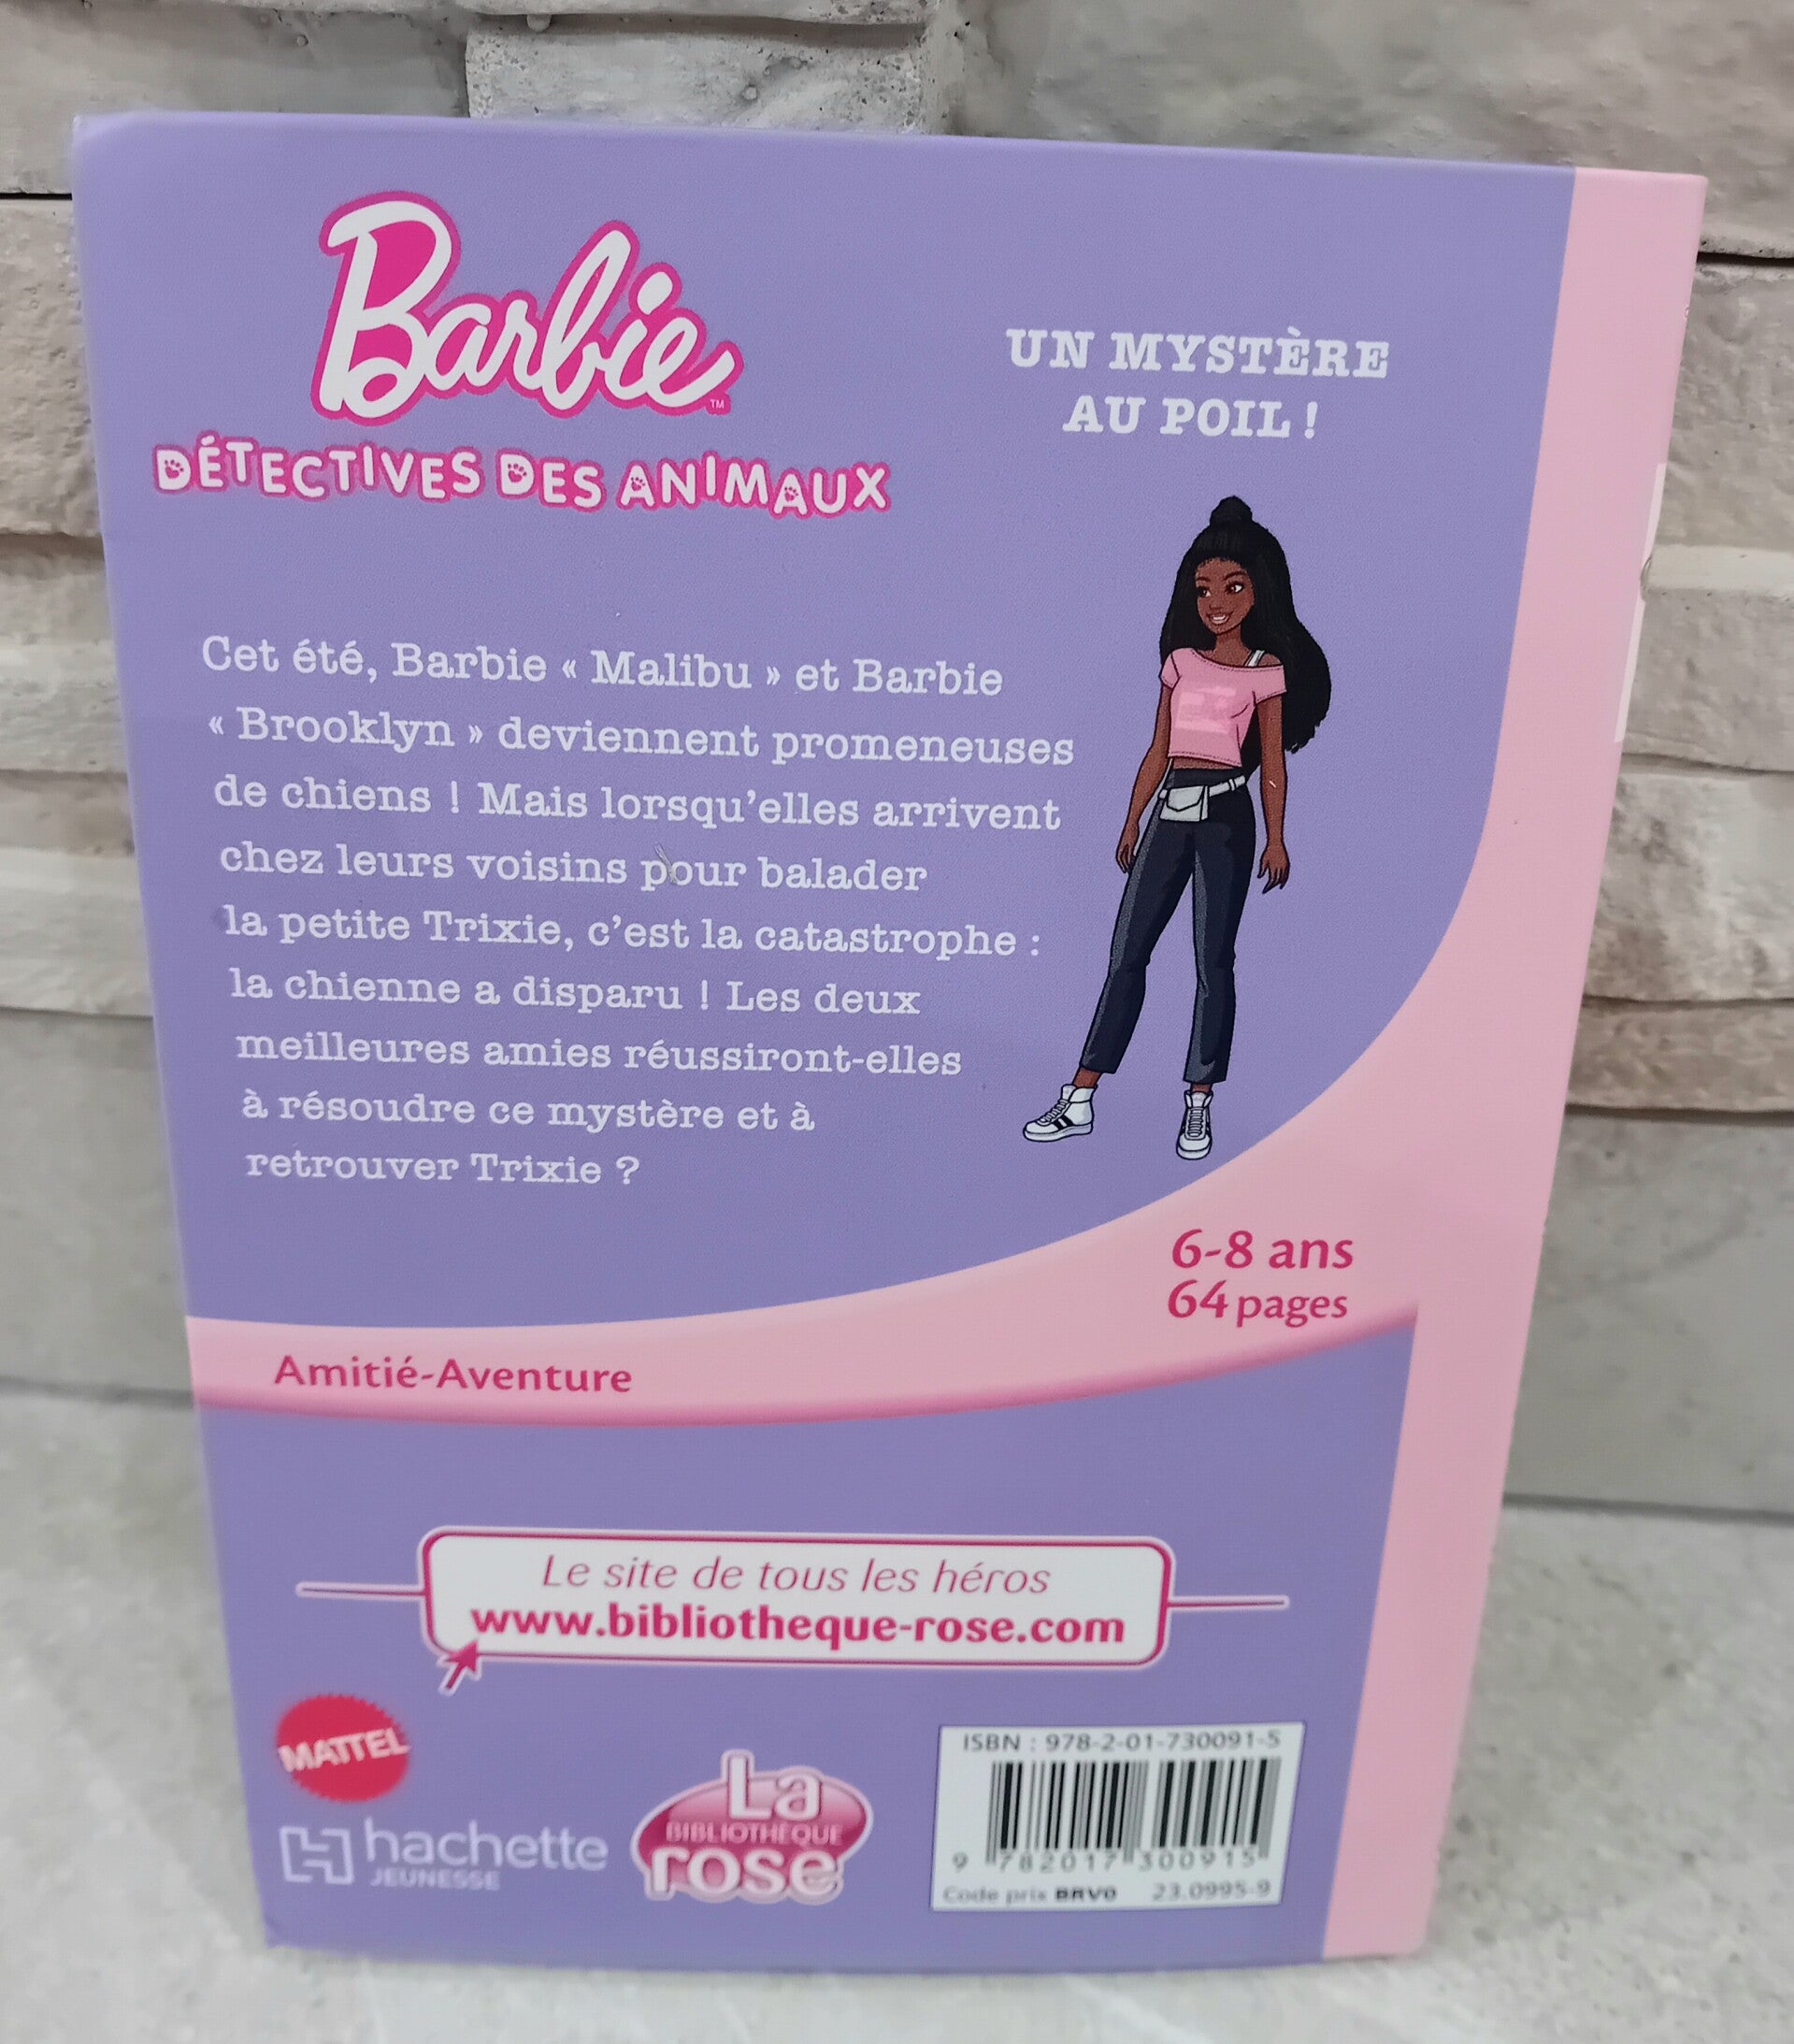 Barbie
TM
DÉTECTIVES DES ANIMAUX
UN MYSTÈRE
AU POIL !
Cet été, Barbie « Malibu » et Barbie
« Brooklyn » deviennent promeneuses
de chiens ! Mais lorsqu'elles arrivent
chez leurs voisins pour balader
la petite Trixie, c'est la catastrophe :
la chienne a disparu ! Les deux
meilleures amies réussiront-elles
à résoudre ce mystère et à
retrouver Trixie ?
6-8 ans
64 pages
Amitié-Aventure
Le site de tous les héros
www.bibliotheque-rose.com
MATTEL
hachette
JEUNESSE
La
BIBLIOTHÈQUE
rose
ISBN : 978-2-01-730091-5
9 782017 300915
Code prix BRV0 23.0995-9